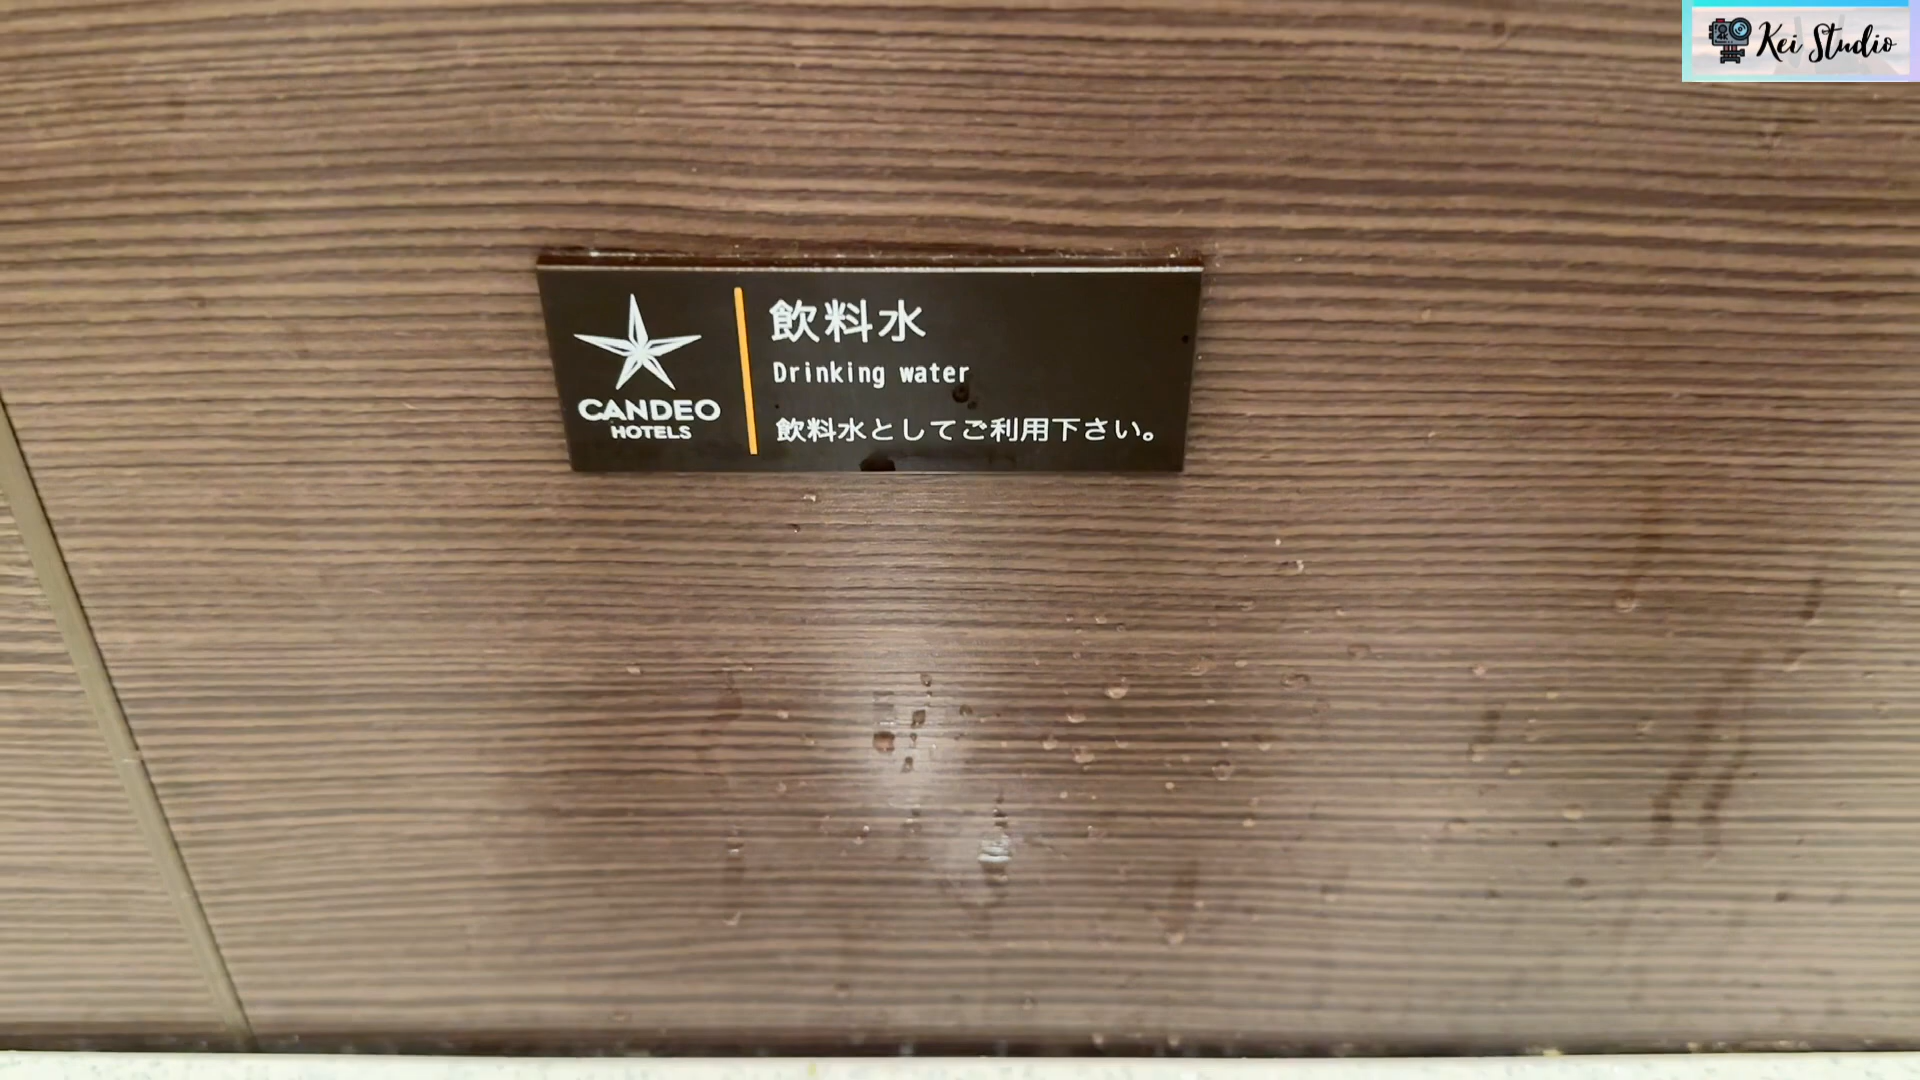 Kei Studio
CANDEO
HOTELS
飲料水
Drinking water
飲料水としてご利用下さい。